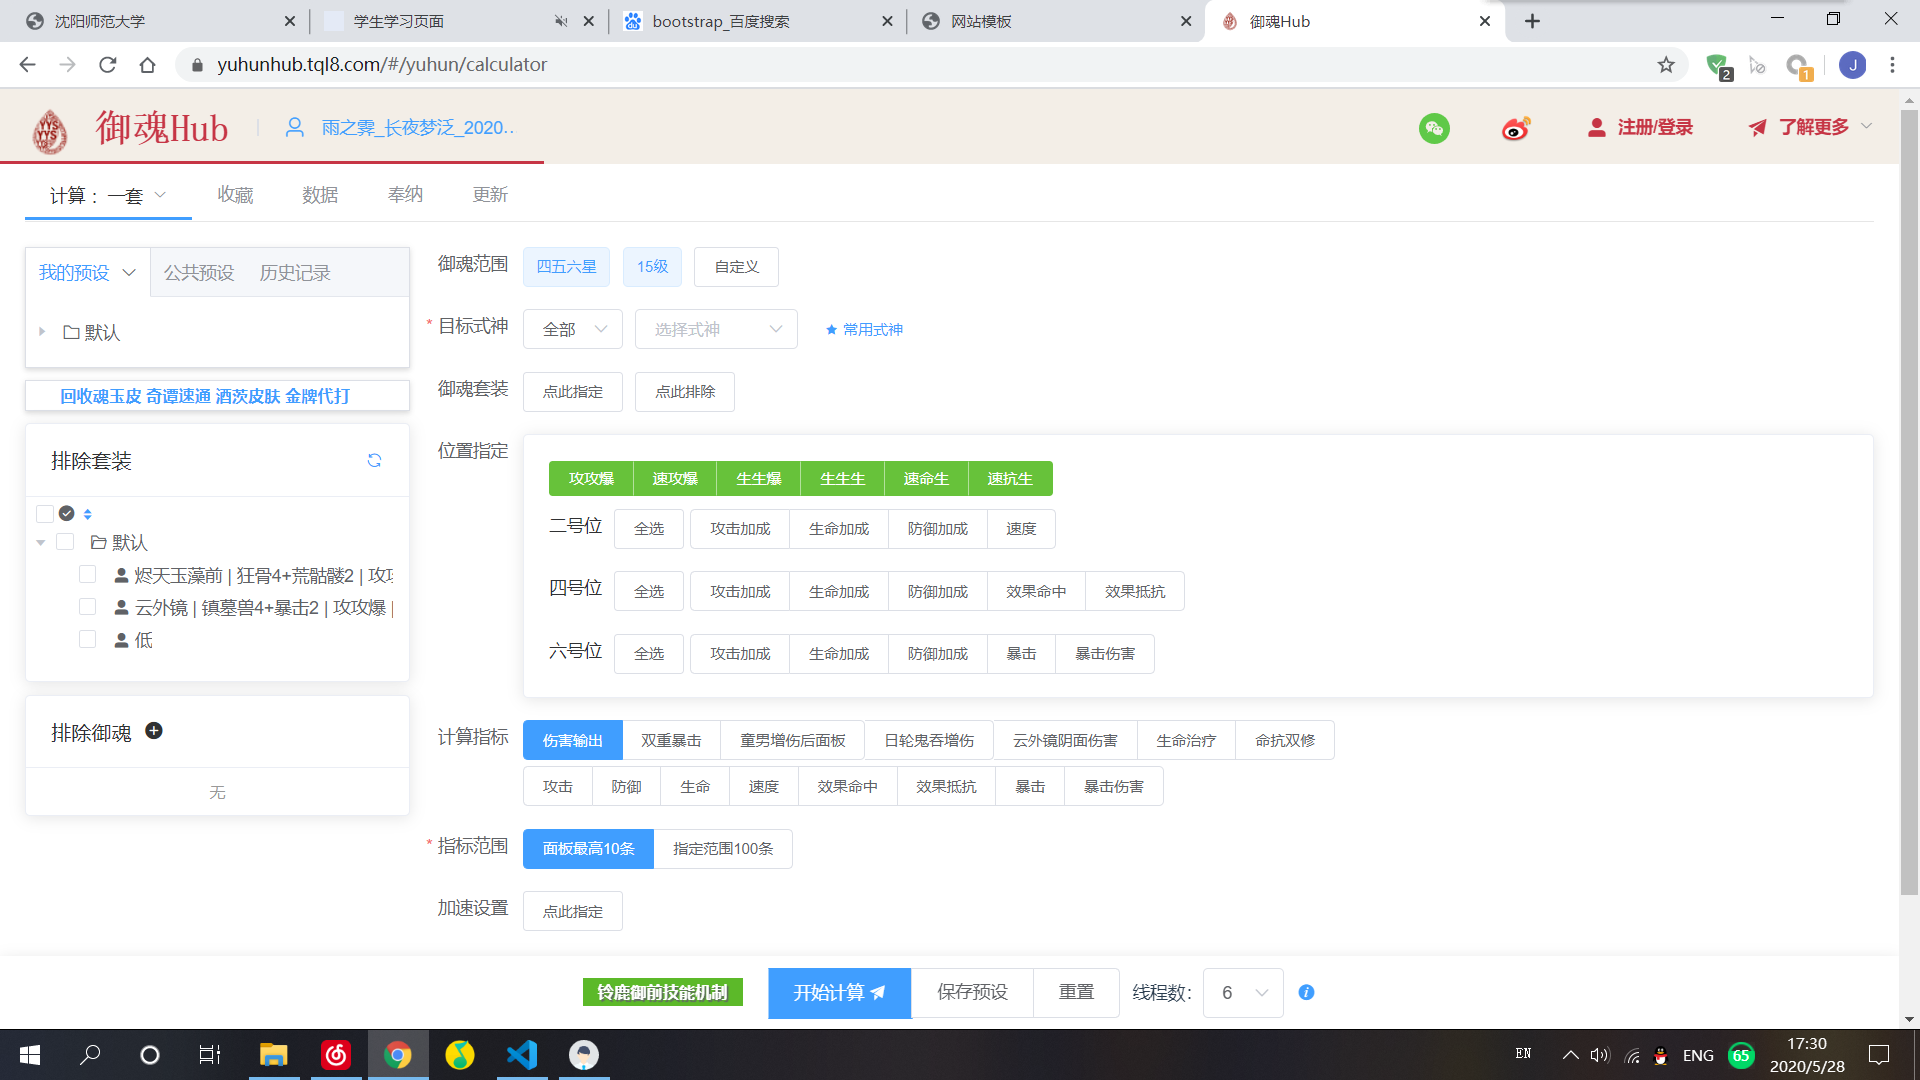 沈阳师范大学
学生学习页面
bootstrap_百度搜索
网站模板
御魂Hub
yuhunhub.tql8.com/#/yuhun/calculator
2
1
J
YYS
YYS
御魂Hub
雨之霁_长夜梦泛_2020..
注册/登录
了解更多
计算： 一套
收藏
数据
奉纳
更新
我的预设
公共预设
历史记录
默认
回收魂玉皮 奇谭速通 酒茨皮肤 金牌代打
排除套装
默认
烬天玉藻前 | 狂骨4+荒骷髅2 | 攻攻
云外镜 | 镇墓兽4+暴击2 | 攻攻爆 |
低
排除御魂
无
御魂范围
四五六星
15级
自定义
* 目标式神
全部
选择式神
常用式神
御魂套装
点此指定
点此排除
位置指定
攻攻爆 速攻爆 生生爆 生生生 速命生 速抗生
二号位 全选 攻击加成 生命加成 防御加成 速度
四号位 全选 攻击加成 生命加成 防御加成 效果命中 效果抵抗
六号位 全选 攻击加成 生命加成 防御加成 暴击 暴击伤害
计算指标 伤害输出 双重暴击 童男增伤后面板 日轮鬼吞增伤 云外镜阴面伤害 生命治疗 命抗双修
攻击 防御 生命 速度 效果命中 效果抵抗 暴击 暴击伤害
* 指标范围 面板最高10条 指定范围100条
加速设置 点此指定
铃鹿御前技能机制
开始计算
保存预设
重置
线程数:
6
EN
ENG
65
17:30
2020/5/28